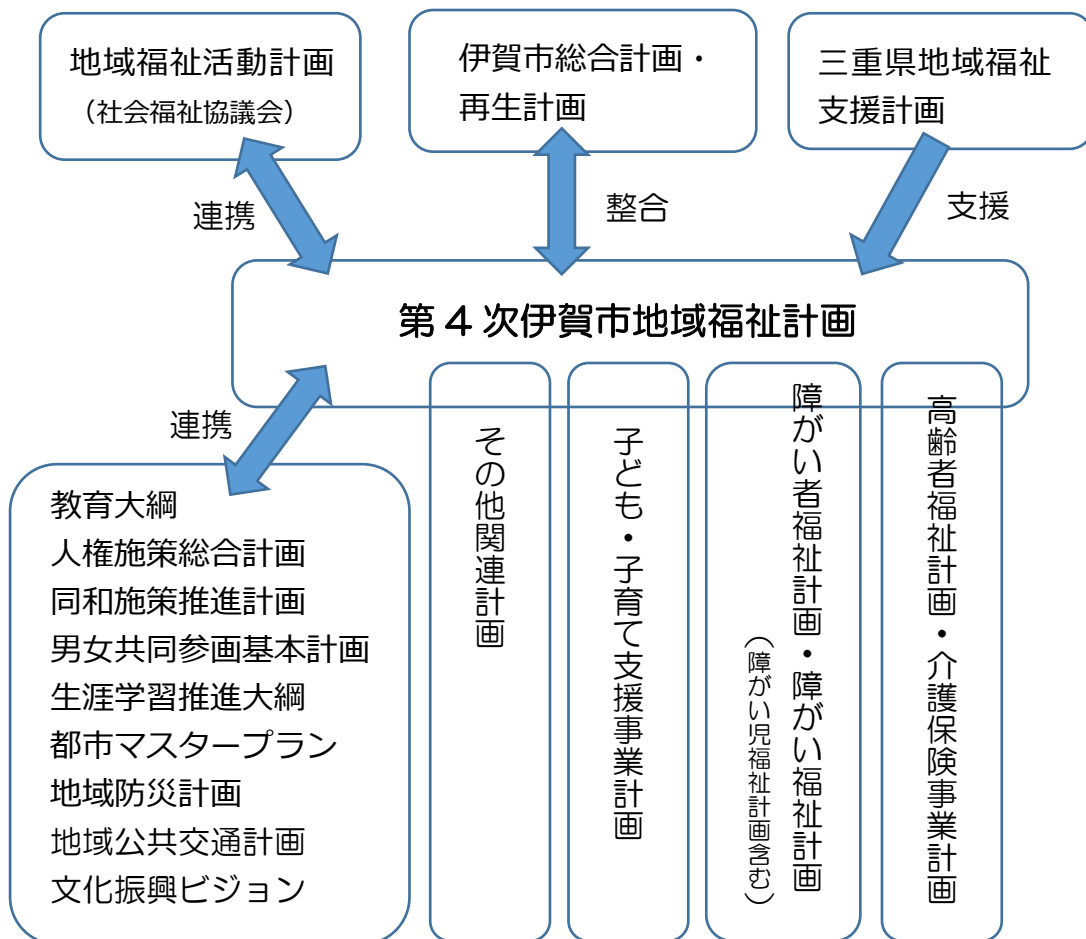 地域福祉活動計画
（社会福祉協議会）
伊賀市総合計画・
再生計画
三重県地域福祉
支援計画
連携
整合
支援
第４次伊賀市地域福祉計画
連携
教育大綱
人権施策総合計画
同和施策推進計画
男女共同参画基本計画
生涯学習推進大綱
都市マスタープラン
地域防災計画
地域公共交通計画
文化振興ビジョン
その他関連計画
子ども・子育て支援事業計画
障がい者福祉計画・障がい福祉計画
（障がい児福祉計画含む）
高齢者福祉計画・介護保険事業計画